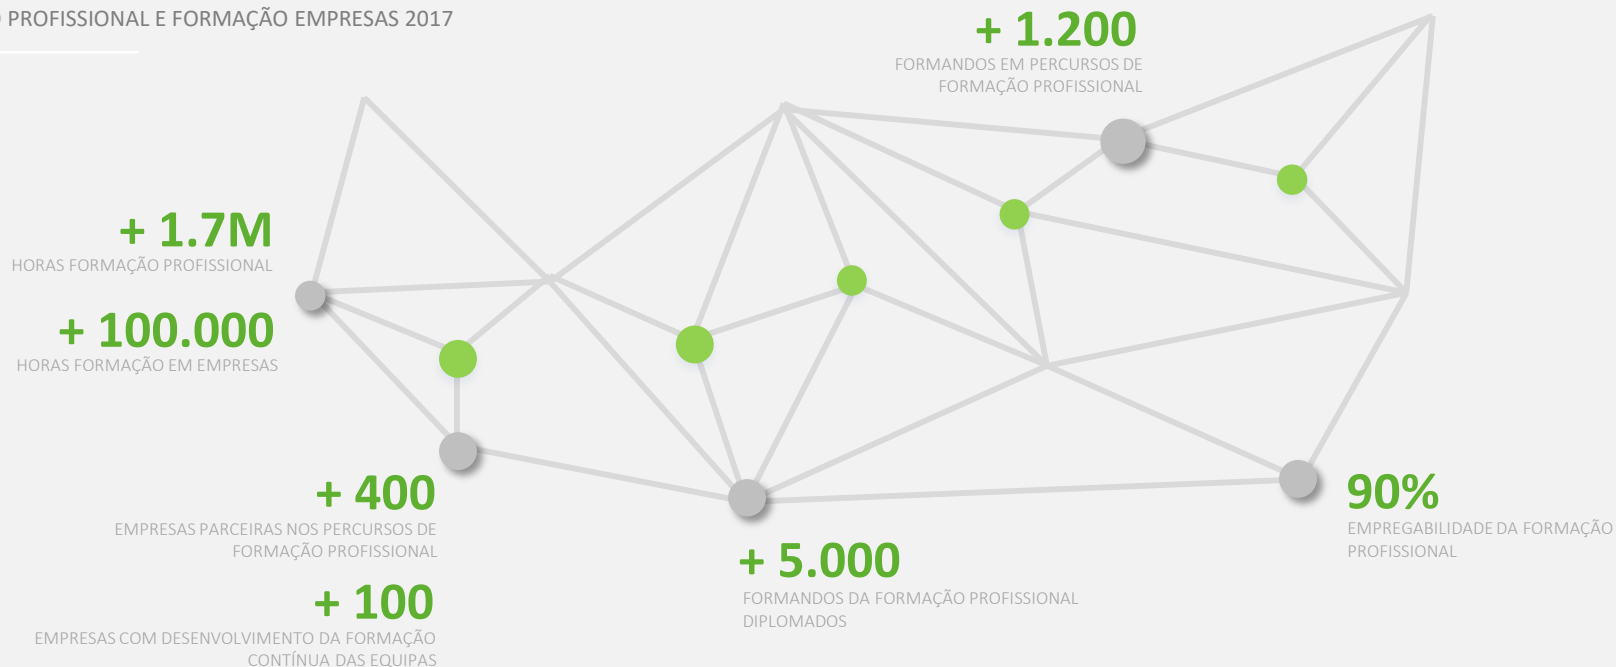 PROFISSIONAL E FORMAÇÃO EMPRESAS 2017
+ 1.200
FORMANDOS EM PERCURSOS DE
FORMAÇÃO PROFISSIONAL
+ 1.7M
HORAS FORMAÇÃO PROFISSIONAL
+ 100.000
HORAS FORMAÇÃO EM EMPRESAS
+ 400
EMPRESAS PARCEIRAS NOS PERCURSOS DE
FORMAÇÃO PROFISSIONAL
+ 100
EMPRESAS COM DESENVOLVIMENTO DA FORMAÇÃO
CONTÍNUA DAS EQUIPAS
+ 5.000
FORMANDOS DA FORMAÇÃO PROFISSIONAL
DIPLOMADOS
90%
EMPREGABILIDADE DA FORMAÇÃO
PROFISSIONAL